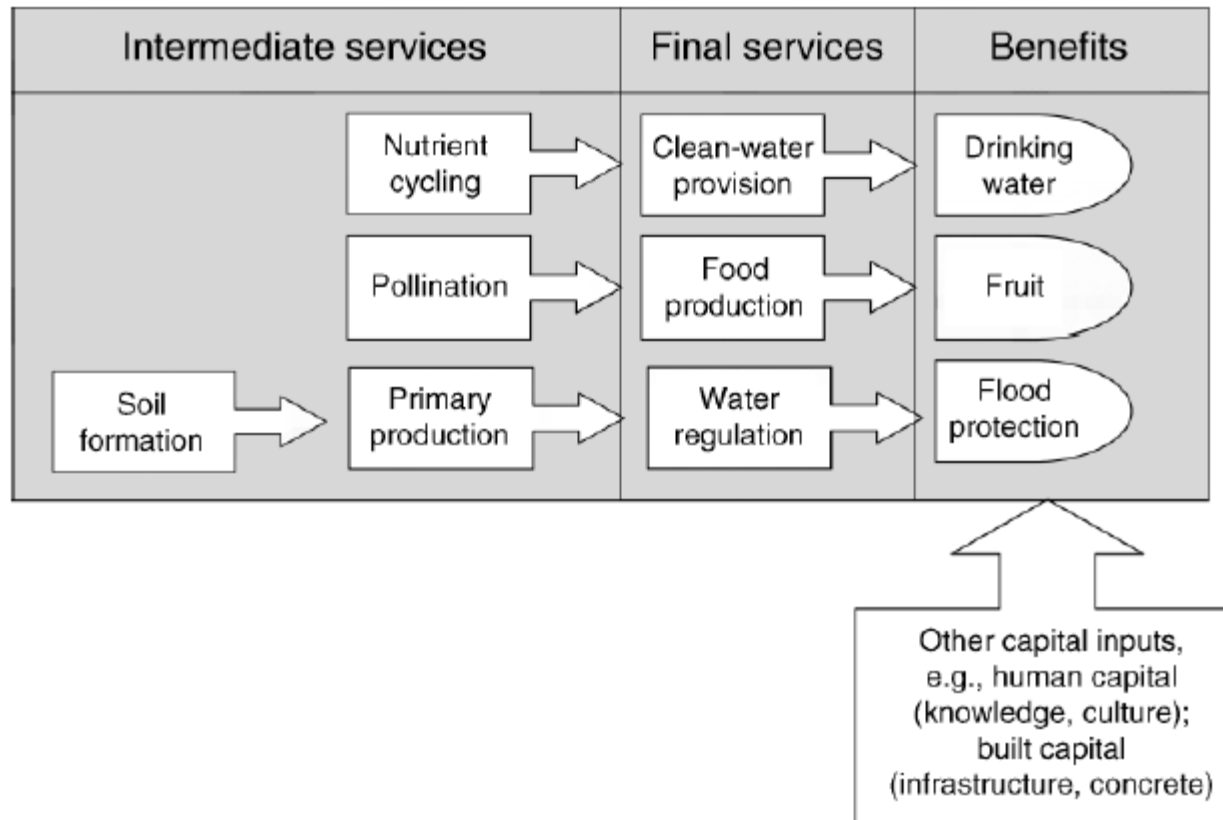 Intermediate services
Final services
Benefits
Nutrient
cycling
Clean-water
provision
Drinking
water
Pollination
Food
production
Fruit
Soil
formation
Primary
production
Water
regulation
Flood
protection
Other capital inputs,
e.g., human capital
(knowledge, culture);
built capital
(infrastructure, concrete)